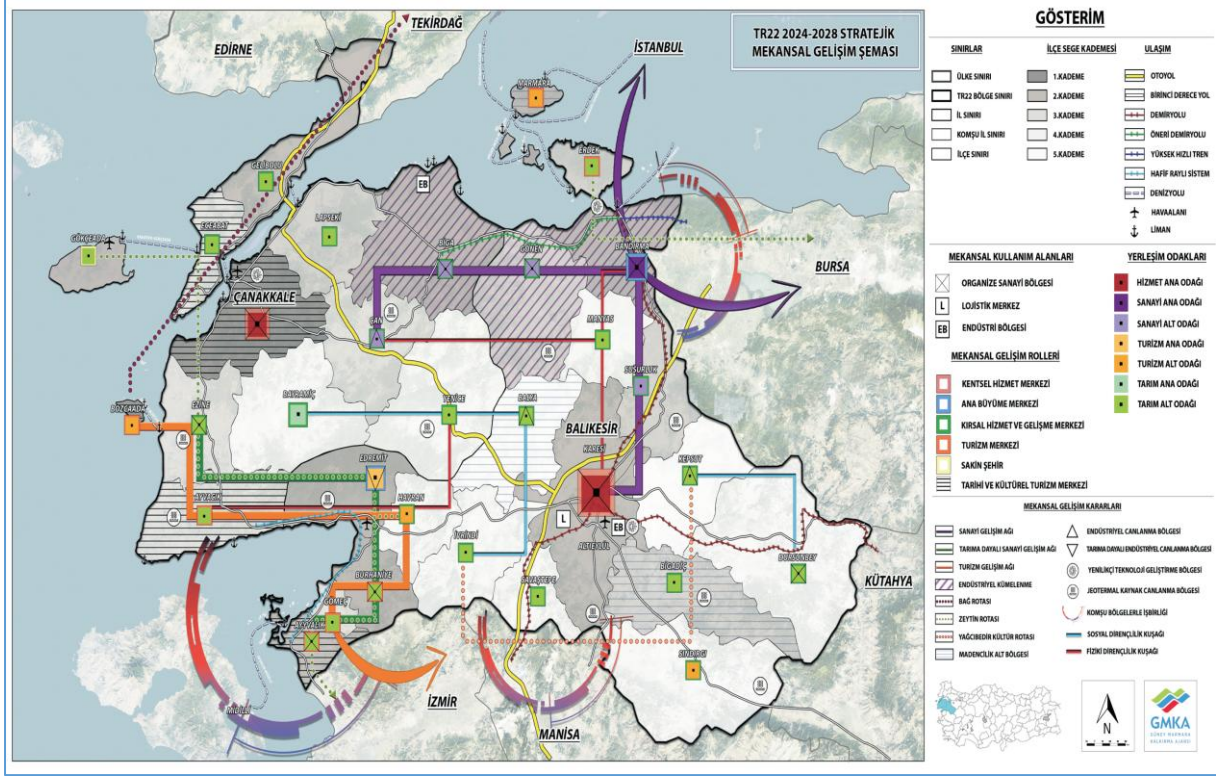 TR22 2024-2028 STRATEJİK
MEKANSAL GELİŞİM ŞEMASI
TEKİRDAĞ
EDİRNE
İSTANBUL
MARMARA
ERDEK
GELİBOLU
EB
LAPSEKİ
ECEABAT
GÖKÇEADA
BİGA
GÖNEN
BANDIRMA
BURSA
ÇANAKKALE
ÇAN
MANYAS
SUSURLUK
BOZCAADA
EZİNE
BAYRAMİÇ
YENİCE
BALYA
BALIKESİR
KARESİ
KEPSUT
EDREMİT
AYVACIK
HAVRAN
L
EB
İVRİNDİ
ALTIEYLÜL
DURSUNBEY
BİGADİÇ
KÜTAHYA
BURHANİYE
SAVAŞTEPE
GÖMEÇ
AYVALIK
SINDIRGI
MİDİLLİ
İZMİR
MANİSA
GÖSTERİM
SINIRLAR
ÜLKE SINIRI
TR22 BÖLGE SINIRI
İL SINIRI
KOMŞU İL SINIRI
İLÇE SINIRI
İLÇE SEGE KADEMESİ
1.KADEME
2.KADEME
3.KADEME
4.KADEME
5.KADEME
ULAŞIM
OTOYOL
BİRİNCİ DERECE YOL
DEMİRYOLU
ÖNERİ DEMİRYOLU
YÜKSEK HIZLI TREN
HAFİF RAYLI SİSTEM
DENİZYOLU
HAVAALANI
LİMAN
MEKANSAL KULLANIM ALANLARI
ORGANİZE SANAYİ BÖLGESİ
L LOJİSTİK MERKEZ
EB ENDÜSTRİ BÖLGESİ
MEKANSAL GELİŞİM ROLLERİ
KENTSEL HİZMET MERKEZİ
ANA BÜYÜME MERKEZİ
KIRSAL HİZMET VE GELİŞME MERKEZİ
TURİZM MERKEZİ
SAKİN ŞEHİR
TARİHİ VE KÜLTÜREL TURİZM MERKEZİ
YERLEŞİM ODAKLARI
HİZMET ANA ODAĞI
SANAYİ ANA ODAĞI
SANAYİ ALT ODAĞI
TURİZM ANA ODAĞI
TURİZM ALT ODAĞI
TARIM ANA ODAĞI
TARIM ALT ODAĞI
MEKANSAL GELİŞİM KARARLARI
SANAYİ GELİŞİM AĞI
TARIMA DAYALI SANAYİ GELİŞİM AĞI
TURİZM GELİŞİM AĞI
ENDÜSTRİYEL KÜMELENME
BAĞ ROTASI
ZEYTİN ROTASI
YAĞCIBEDİR KÜLTÜR ROTASI
MADENCİLİK ALT BÖLGESİ
ENDÜSTRİYEL CANLANMA BÖLGESİ
TARIMA DAYALI ENDÜSTRİYEL CANLANMA BÖLGESİ
YENİLİKÇİ TEKNOLOJİ GELİŞTİRME BÖLGESİ
JEOTERMAL KAYNAK CANLANMA BÖLGESİ
KOMŞU BÖLGELERLE İŞBİRLİĞİ
SOSYAL DİRENÇLİLİK KUŞAĞI
FİZİKİ DİRENÇLİLİK KUŞAĞI
N
GMKA
GÜNEY MARMARA
KALKINMA AJANSI